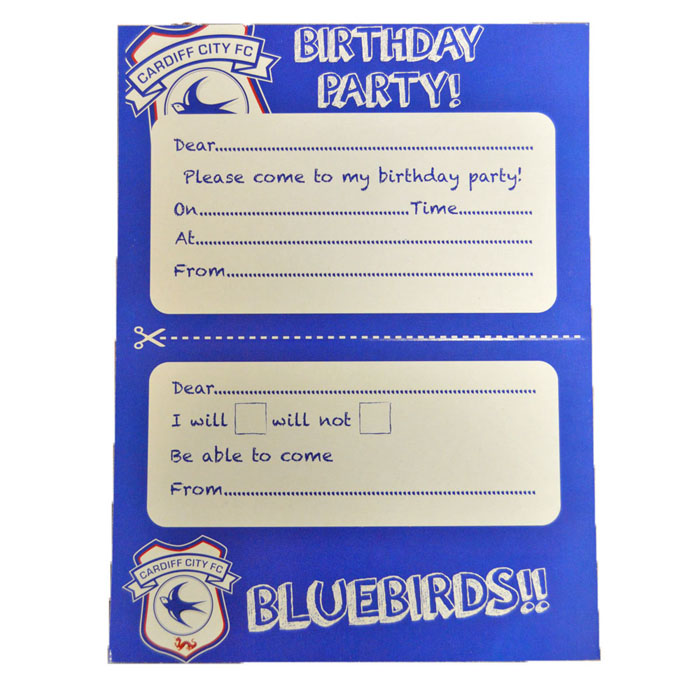 CARDIFF CITY FC
BIRTHDAY
PARTY!
Dear.......................................................
Please come to my birthday party!
On....................................Time.............
At..........................................................
From.....................................................
Dear.......................................................
I will will not
Be able to come
From.....................................................
CARDIFF CITY FC
BLUEBIRDS!!